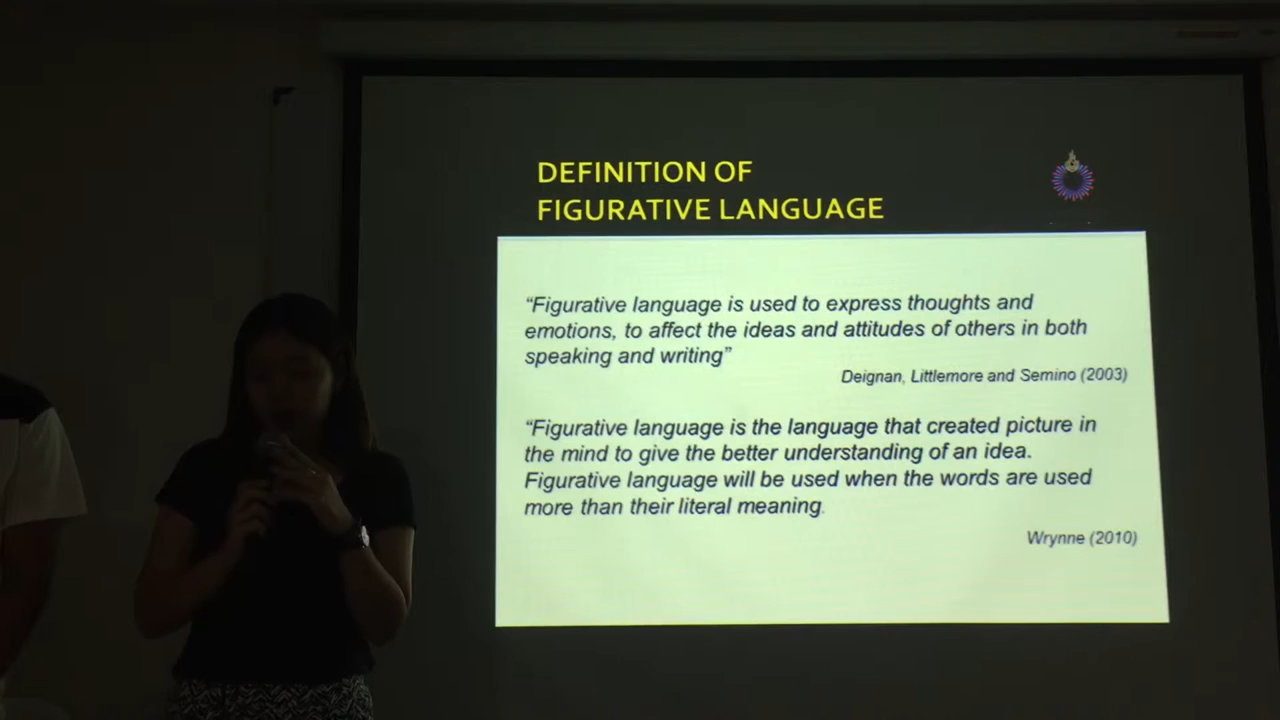 DEFINITION OF
FIGURATIVE LANGUAGE
“Figurative language is used to express thoughts and
emotions, to affect the ideas and attitudes of others in both
speaking and writing”
Deignan, Littlemore and Semino (2003)
“Figurative language is the language that created picture in
the mind to give the better understanding of an idea.
Figurative language will be used when the words are used
more than their literal meaning.
Wrynne (2010)